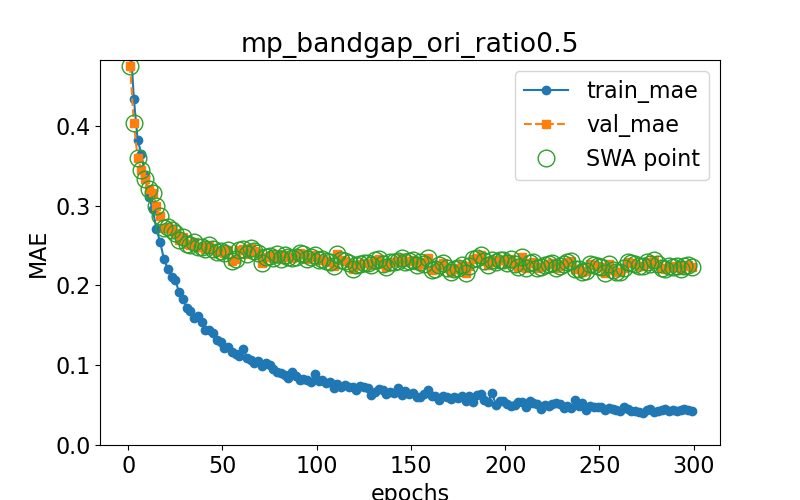 mp_bandgap_ori_ratio0.5
train_mae
val_mae
SWA point
MAE
0.4
0.3
0.2
0.1
0.0
0 50 100 150 200 250 300
epochs